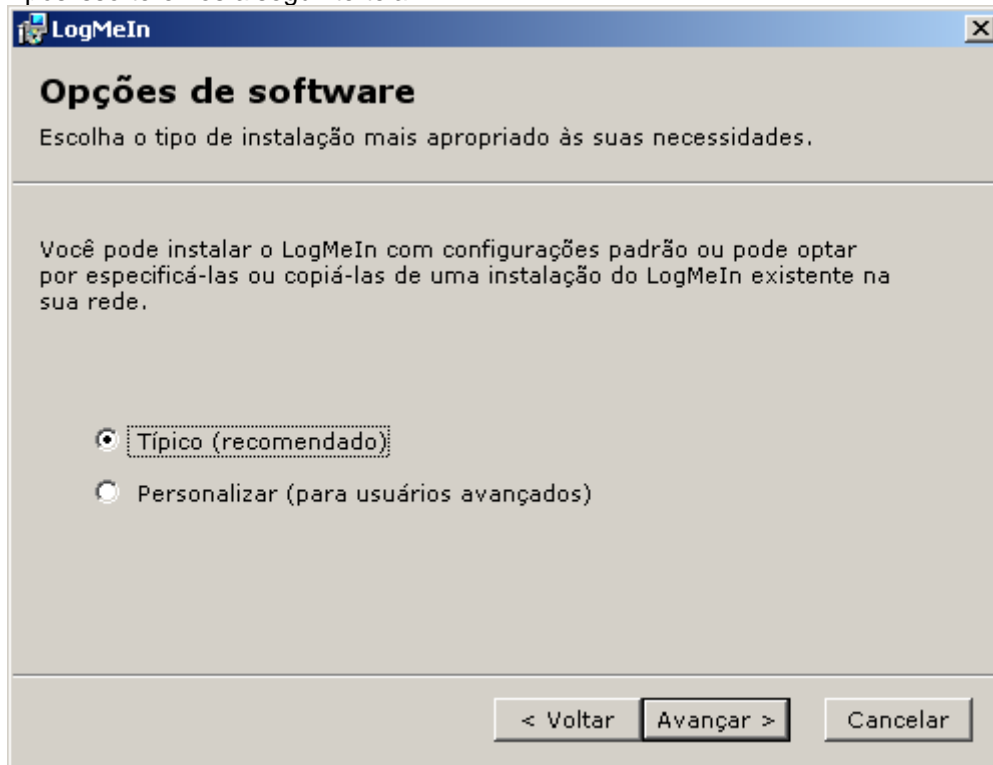 LogMeIn
Opções de software
Escolha o tipo de instalação mais apropriado às suas necessidades.
Você pode instalar o LogMeIn com configurações padrão ou pode optar
por especificá-las ou copiá-las de uma instalação do LogMeIn existente na
sua rede.
Típico (recomendado)
Personalizar (para usuários avançados)
< Voltar Avançar > Cancelar